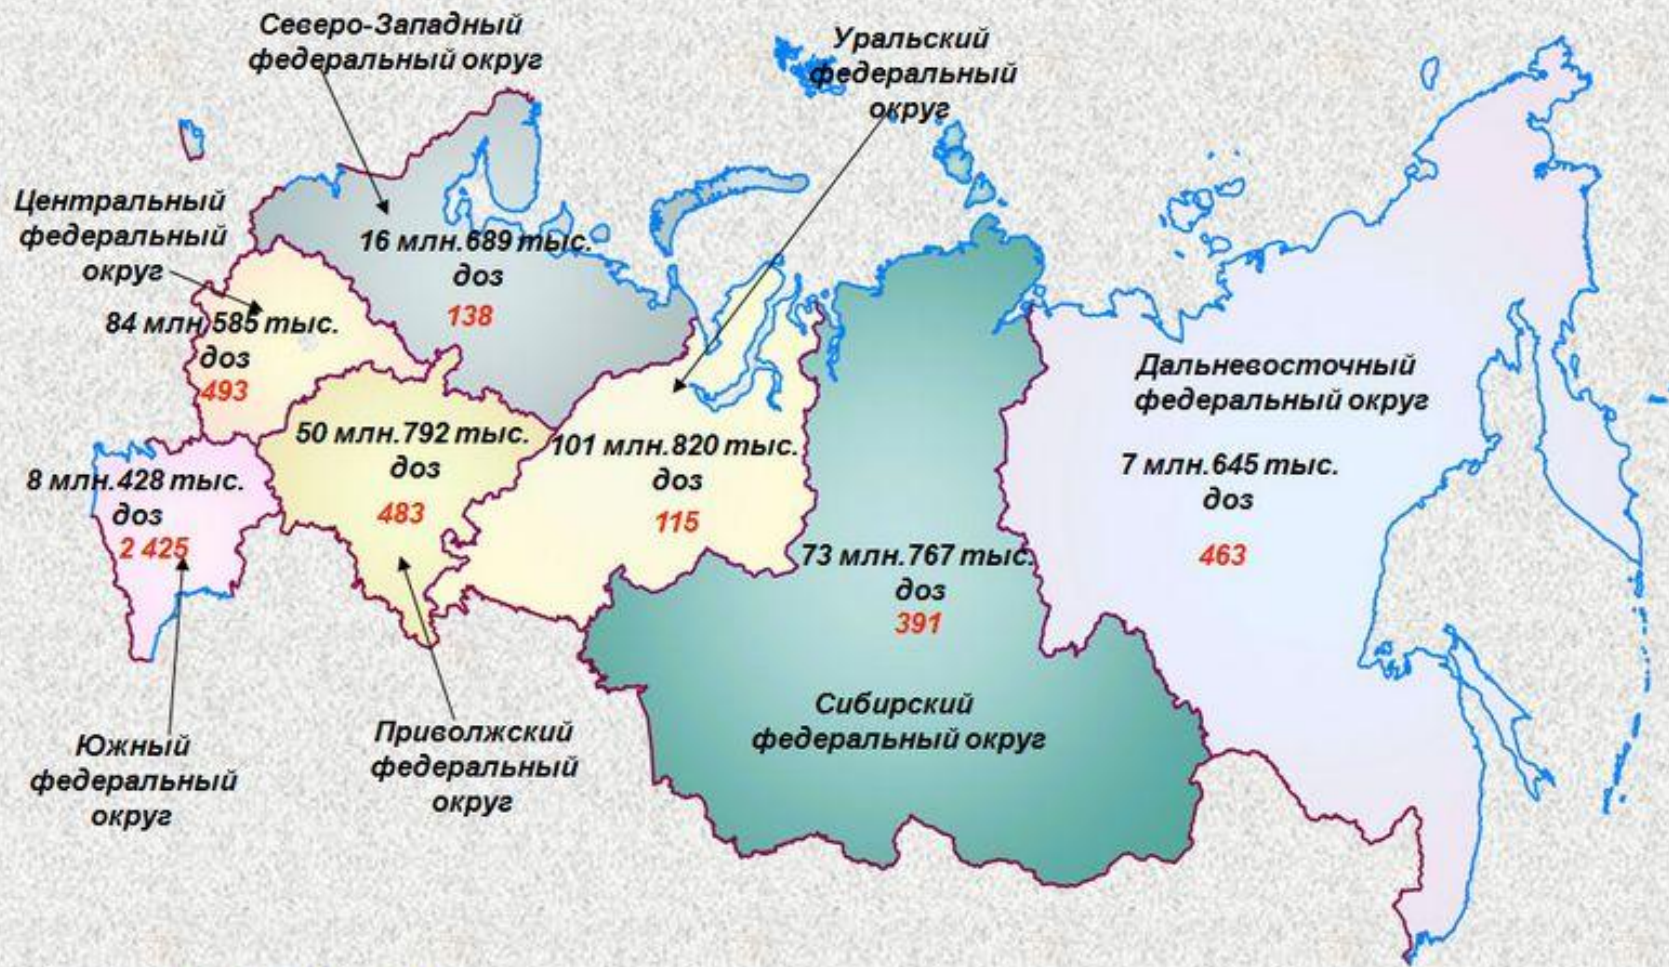 Северо-Западный
федеральный округ
Уральский
федеральный
округ
Центральный
федеральный
округ
16 млн.689 тыс.
доз
138
84 млн.585 тыс.
доз
493
Дальневосточный
федеральный округ
7 млн.645 тыс.
доз
463
50 млн.792 тыс.
доз
483
101 млн.820 тыс.
доз
115
8 млн.428 тыс.
доз
2 425
73 млн.767 тыс.
доз
391
Сибирский
федеральный округ
Южный
федеральный
округ
Приволжский
федеральный
округ